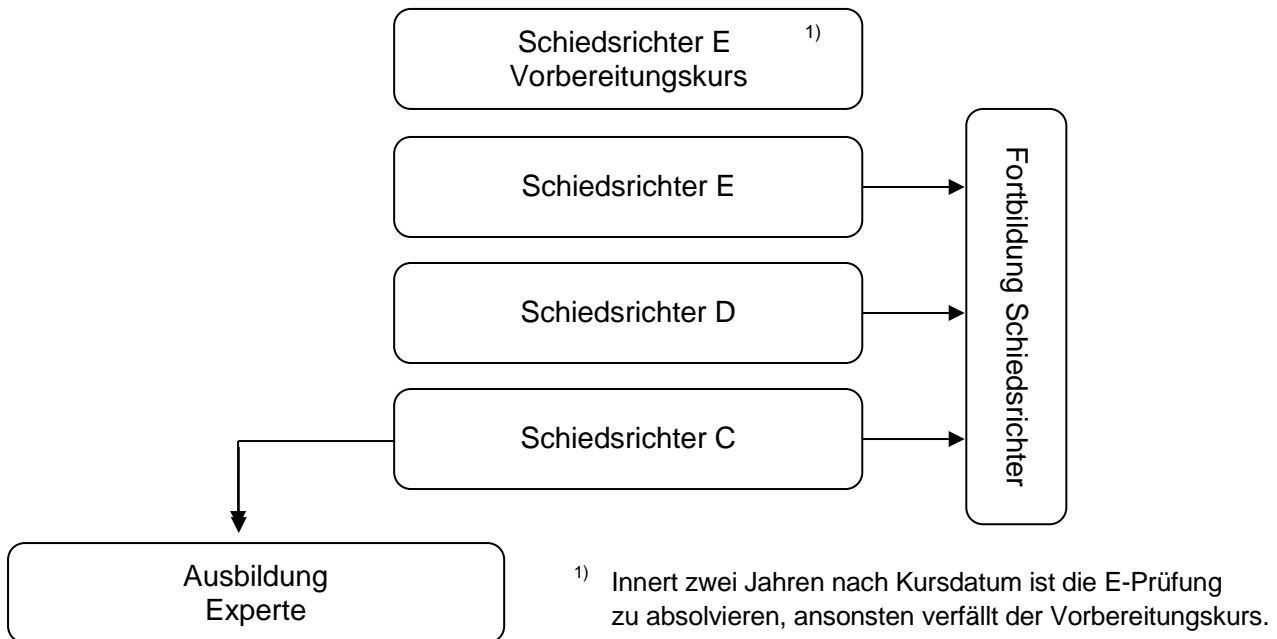 Schiedsrichter E 1)
Vorbereitungskurs
Schiedsrichter E
Schiedsrichter D
Schiedsrichter C
Fortbildung Schiedsrichter
Ausbildung
Experte
1) Innert zwei Jahren nach Kursdatum ist die E-Prüfung
zu absolvieren, ansonsten verfällt der Vorbereitungskurs.